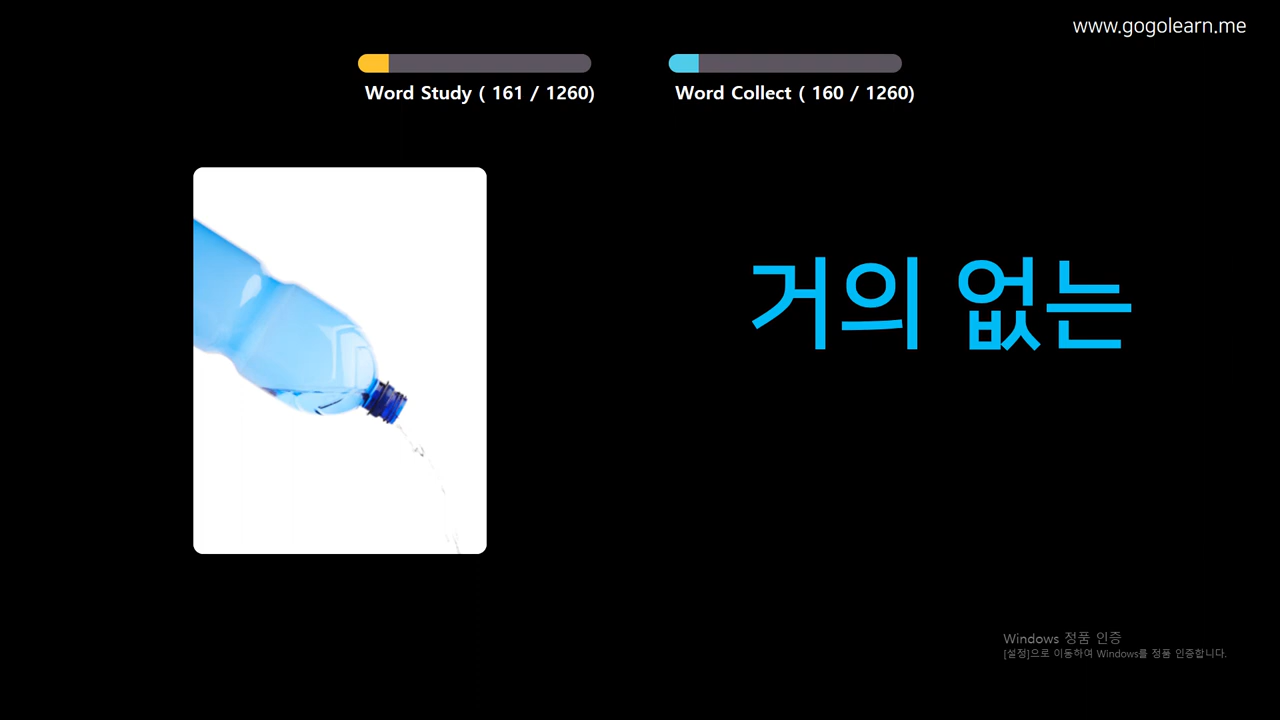 www.gogolearn.me
Word Study ( 161 / 1260)
Word Collect ( 160 / 1260)
거의 없는
Windows 정품 인증
[설정]으로 이동하여 Windows를 정품 인증합니다.